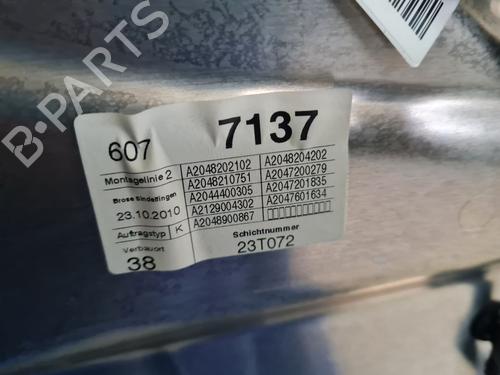 B-PARTS
607
7137
Montagelinie 2
Brose Sindelfingen
23.10.2010
Auftragstyp K
Verbauort
38
A2048202102 A2048204202
A2048210751 A2047200279
A2044400305 A2047201835
A2129004302 A2047601634
A2048900867
Schichtnummer
23T072